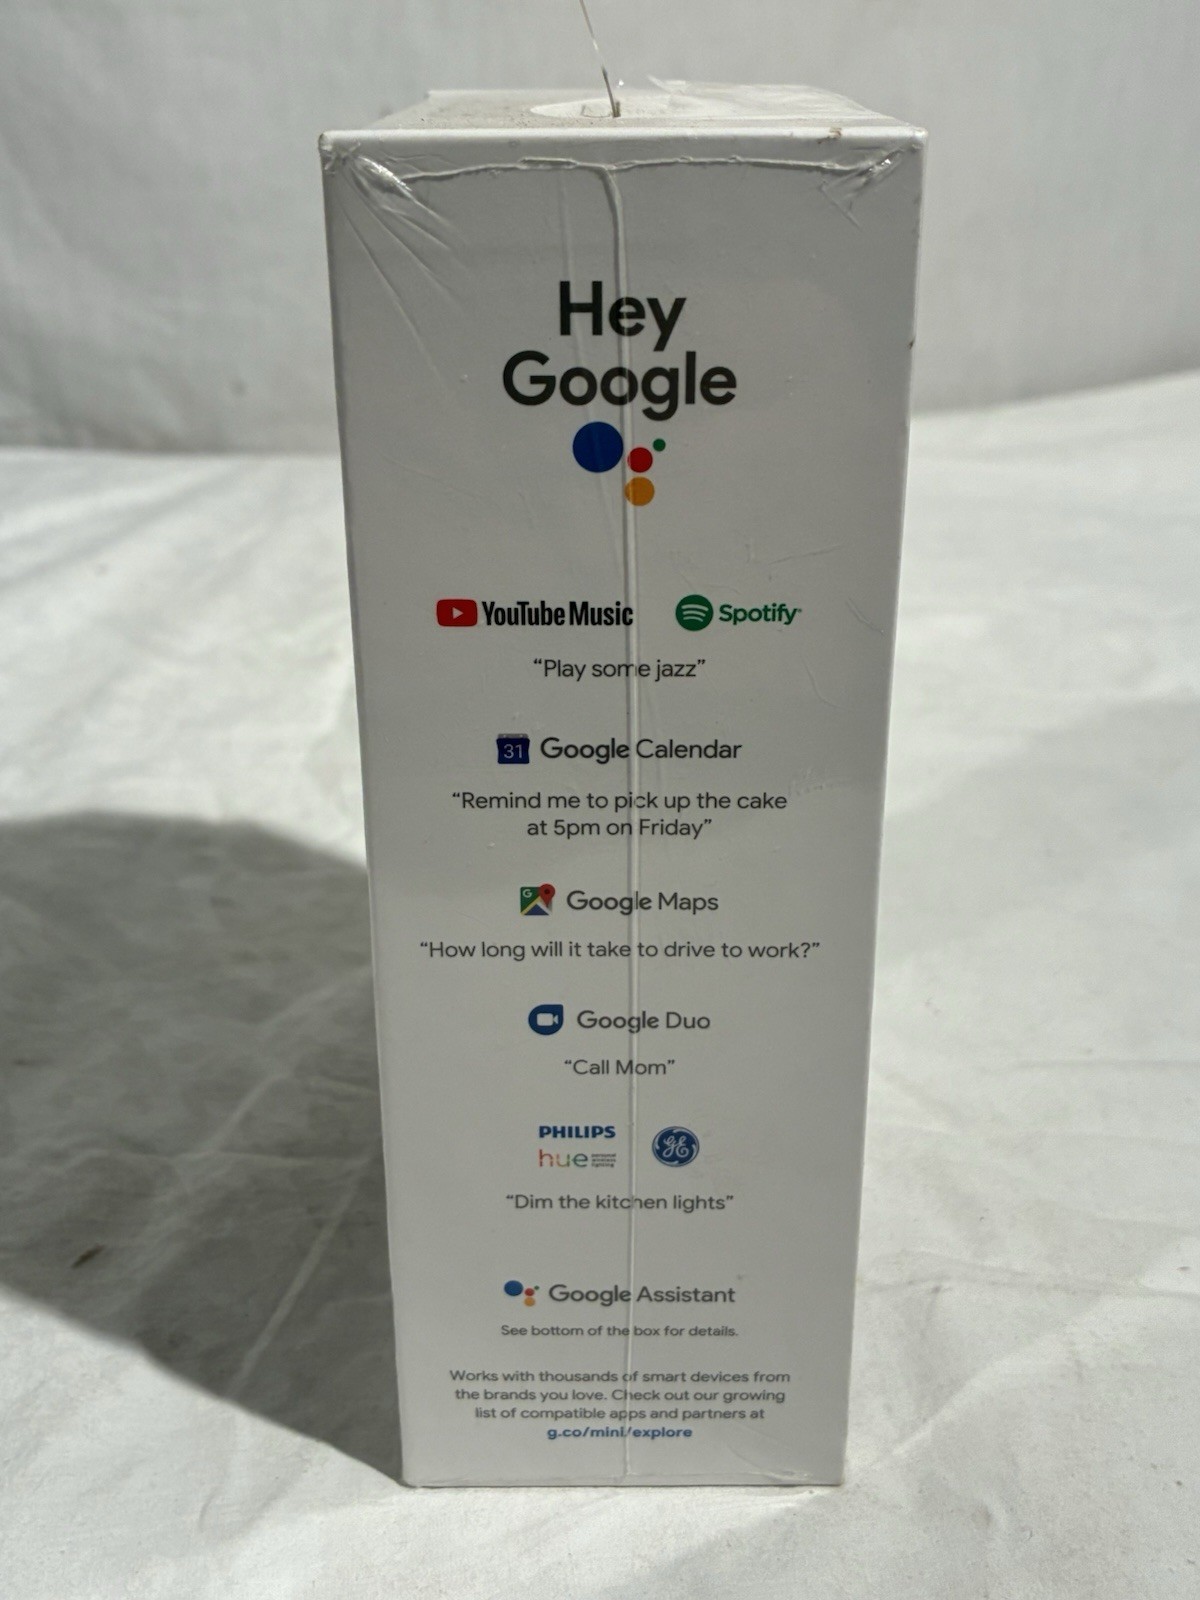 Hey
Google
YouTube Music
Spotify
“Play some jazz”
31 Google Calendar
“Remind me to pick up the cake
at 5pm on Friday”
G Google Maps
“How long will it take to drive to work?”
Google Duo
“Call Mom”
PHILIPS
hue personal wireless lighting
GE
“Dim the kitchen lights”
Google Assistant
See bottom of the box for details.
Works with thousands of smart devices from
the brands you love. Check out our growing
list of compatible apps and partners at
g.co/mini/explore